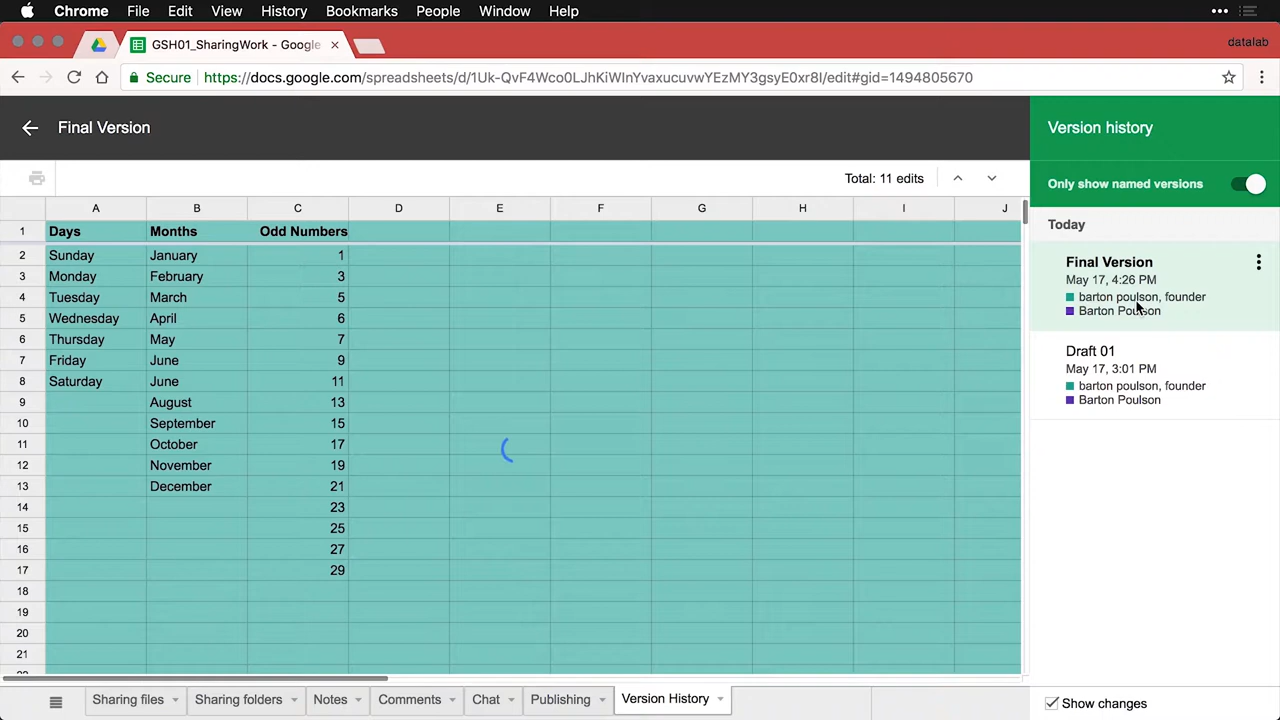 Chrome File Edit View History Bookmarks People Window Help
GSH01_SharingWork - Google
datalab
Secure https://docs.google.com/spreadsheets/d/1Uk-QvF4Wco0LJhKiWlnYvaxucuvwYEzMY3gsyE0xr8I/edit#gid=1494805670
Final Version
Version history
Total: 11 edits
Only show named versions
A B C D E F G H I J
Today
1 Days Months Odd Numbers
2 Sunday January 1
3 Monday February 3
4 Tuesday March 5
5 Wednesday April 6
6 Thursday May 7
7 Friday June 9
8 Saturday June 11
9 August 13
10 September 15
11 October 17
12 November 19
13 December 21
14 23
15 25
16 27
17 29
18
19
20
21
Final Version
May 17, 4:26 PM
barton poulson, founder
Barton Poulson
Draft 01
May 17, 3:01 PM
barton poulson, founder
Barton Poulson
Sharing files Sharing folders Notes Comments Chat Publishing Version History
Show changes